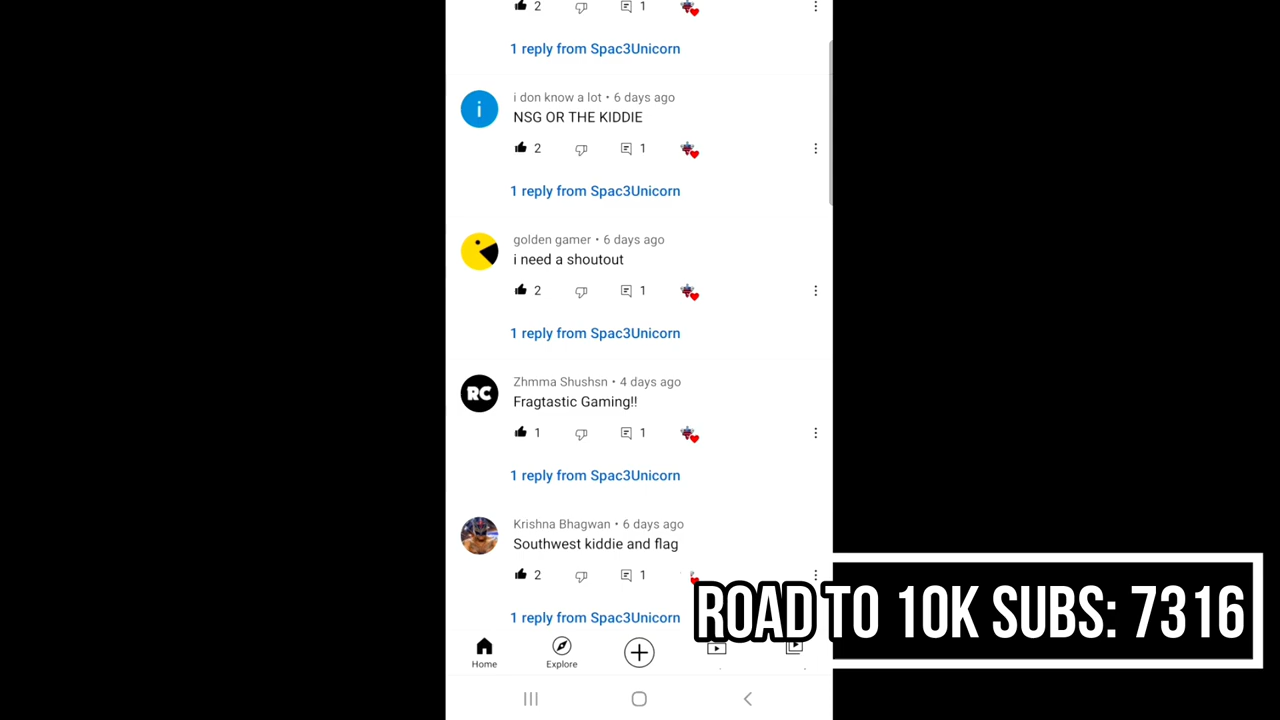 2 1
1 reply from Spac3Unicorn
i
i don know a lot • 6 days ago
NSG OR THE KIDDIE
2 1
1 reply from Spac3Unicorn
golden gamer • 6 days ago
i need a shoutout
2 1
1 reply from Spac3Unicorn
RC
Zhmma Shushsn • 4 days ago
Fragtastic Gaming!!
1 1
1 reply from Spac3Unicorn
Krishna Bhagwan • 6 days ago
Southwest kiddie and flag
2 1
1 reply from Spac3Unicorn
ROAD TO 10K SUBS: 7316
Home Explore